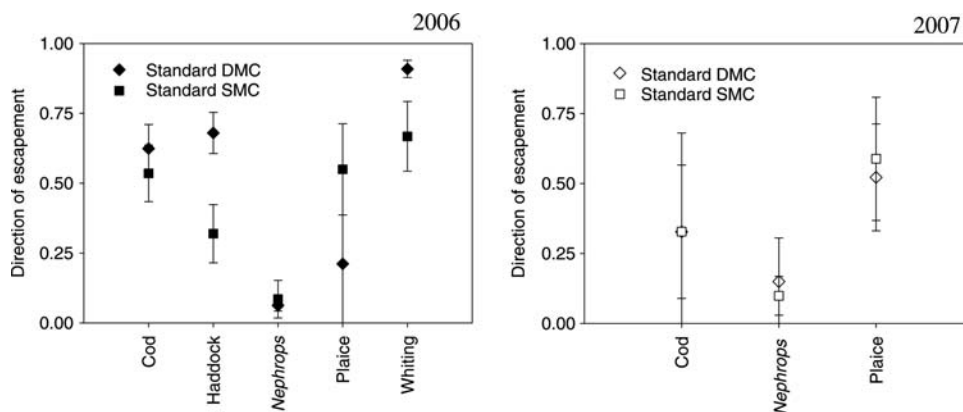 2006
1.00
0.75
0.50
0.25
0.00
Direction of escapement
Standard DMC
Standard SMC
Cod
Haddock
Nephrops
Plaice
Whiting
2007
1.00
0.75
0.50
0.25
0.00
Direction of escapement
Standard DMC
Standard SMC
Cod
Nephrops
Plaice